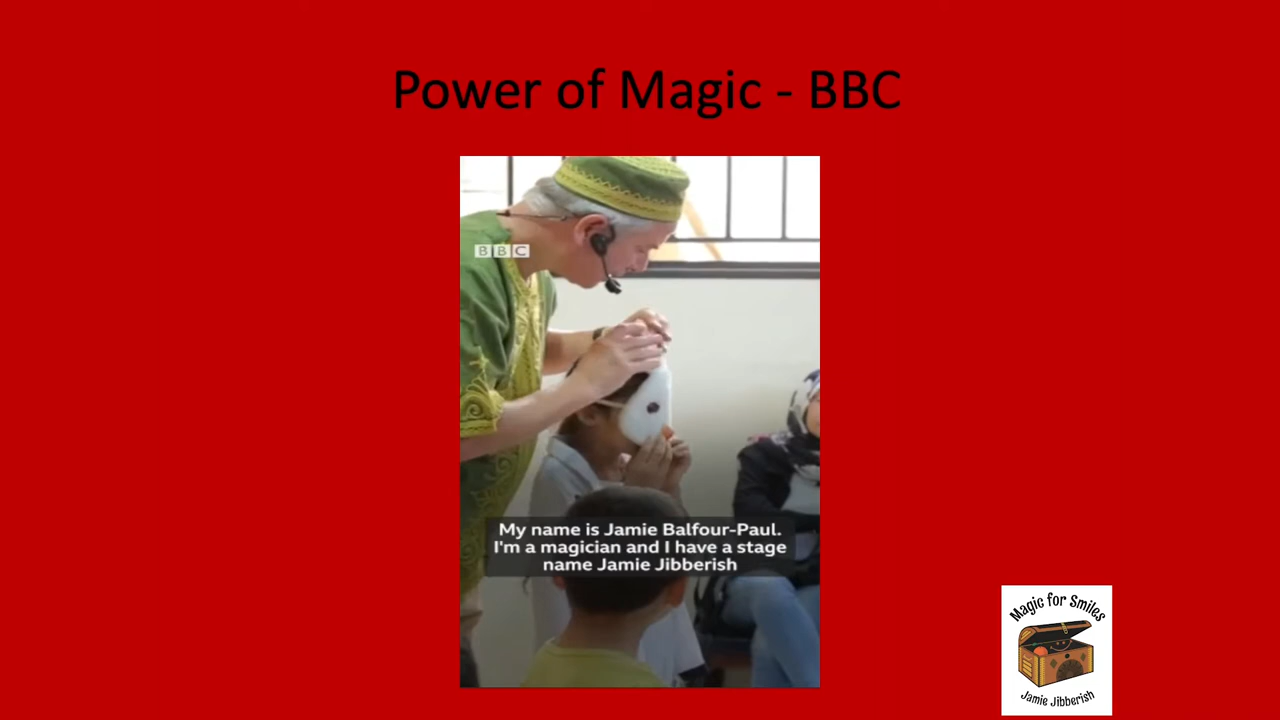 Power of Magic - BBC
BBC
My name is Jamie Balfour-Paul.
I'm a magician and I have a stage
name Jamie Jibberish
Magic for Smiles
Jamie Jibberish